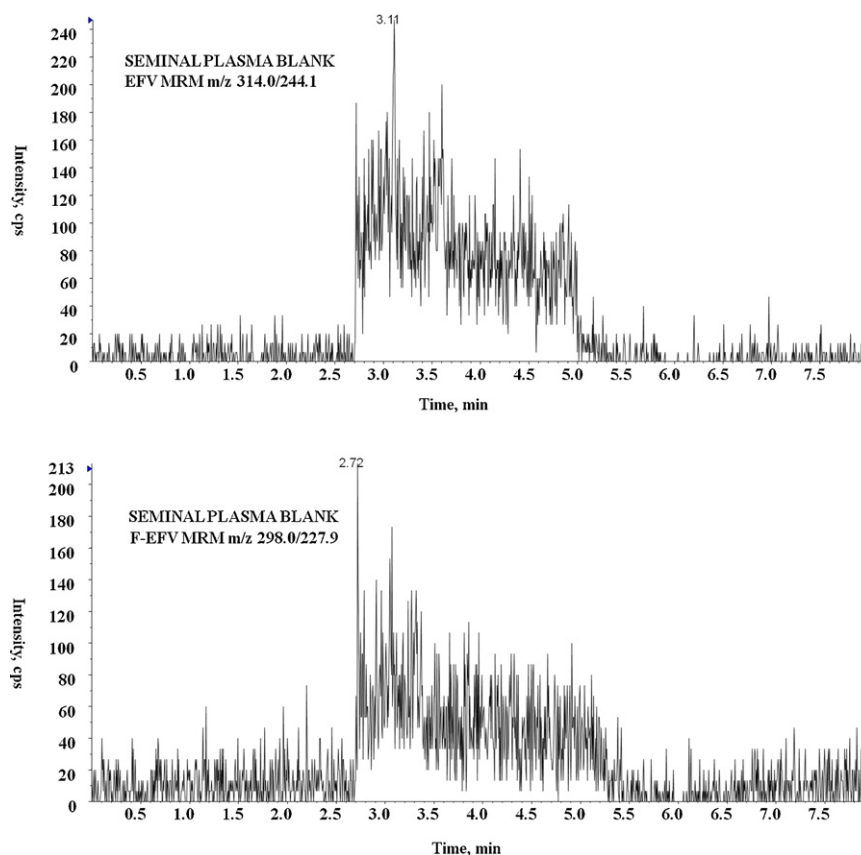 3.11
240
220
200
180
160
140
120
100
80
60
40
20
0
SEMINAL PLASMA BLANK
EFV MRM m/z 314.0/244.1
Intensity, cps
0.5 1.0 1.5 2.0 2.5 3.0 3.5 4.0 4.5 5.0 5.5 6.0 6.5 7.0 7.5
Time, min
2.72
213
200
180
160
140
120
100
80
60
40
20
0
SEMINAL PLASMA BLANK
F-EFV MRM m/z 298.0/227.9
Intensity, cps
0.5 1.0 1.5 2.0 2.5 3.0 3.5 4.0 4.5 5.0 5.5 6.0 6.5 7.0 7.5
Time, min